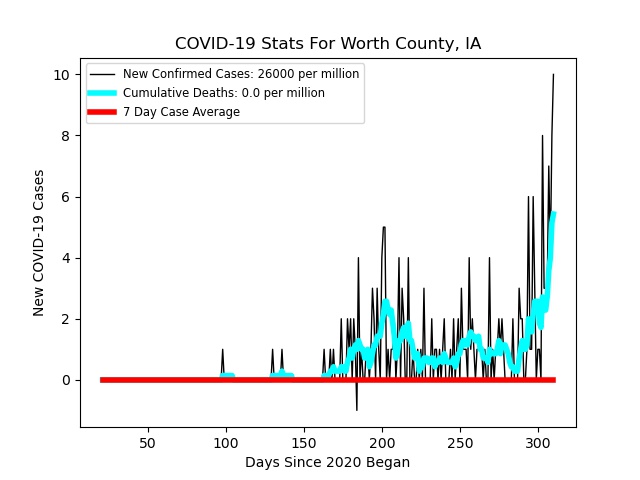 COVID-19 Stats For Worth County, IA
New Confirmed Cases: 26000 per million
Cumulative Deaths: 0.0 per million
7 Day Case Average
New COVID-19 Cases
10
8
6
4
2
0
50 100 150 200 250 300
Days Since 2020 Began